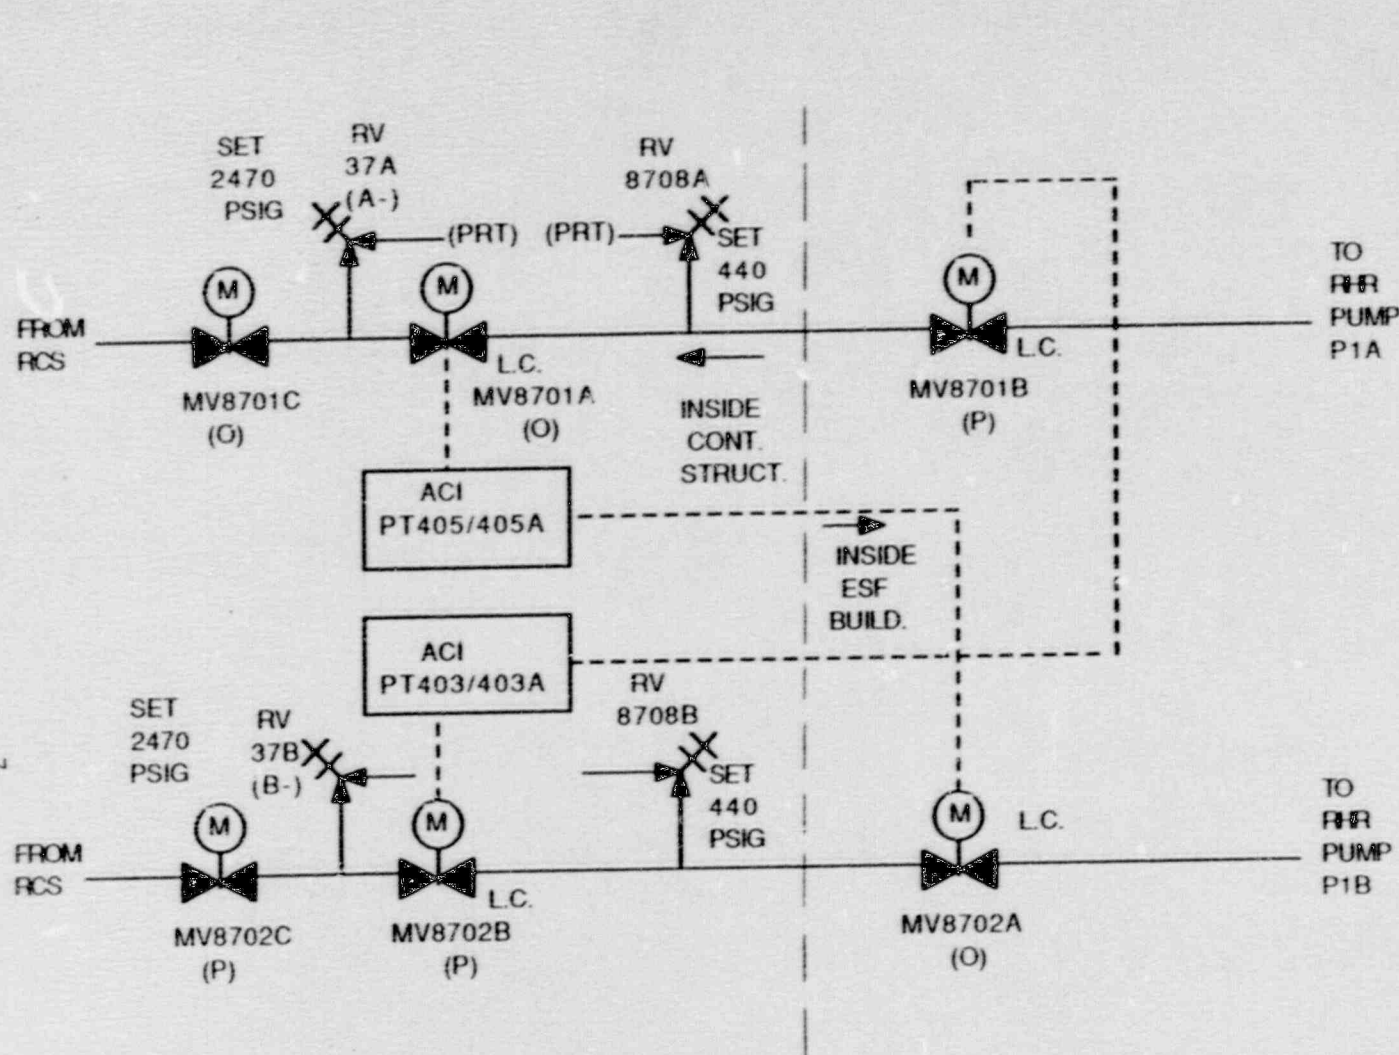 SET
2470
PSIG
RV
37A
(A-)
RV
8708A
(PRT)
(PRT)
SET
440
PSIG
M
M
M
FROM
RCS
TO
RHR
PUMP
P1A
L.C.
L.C.
MV8701C
(O)
MV8701A
(O)
MV8701B
(P)
INSIDE
CONT.
STRUCT.
ACI
PT405/405A
INSIDE
ESF
BUILD.
ACI
PT403/403A
SET
2470
PSIG
RV
37B
(B-)
RV
8708B
SET
440
PSIG
M
M
M
L.C.
FROM
RCS
TO
RHR
PUMP
P1B
L.C.
MV8702C
(P)
MV8702B
(P)
MV8702A
(O)